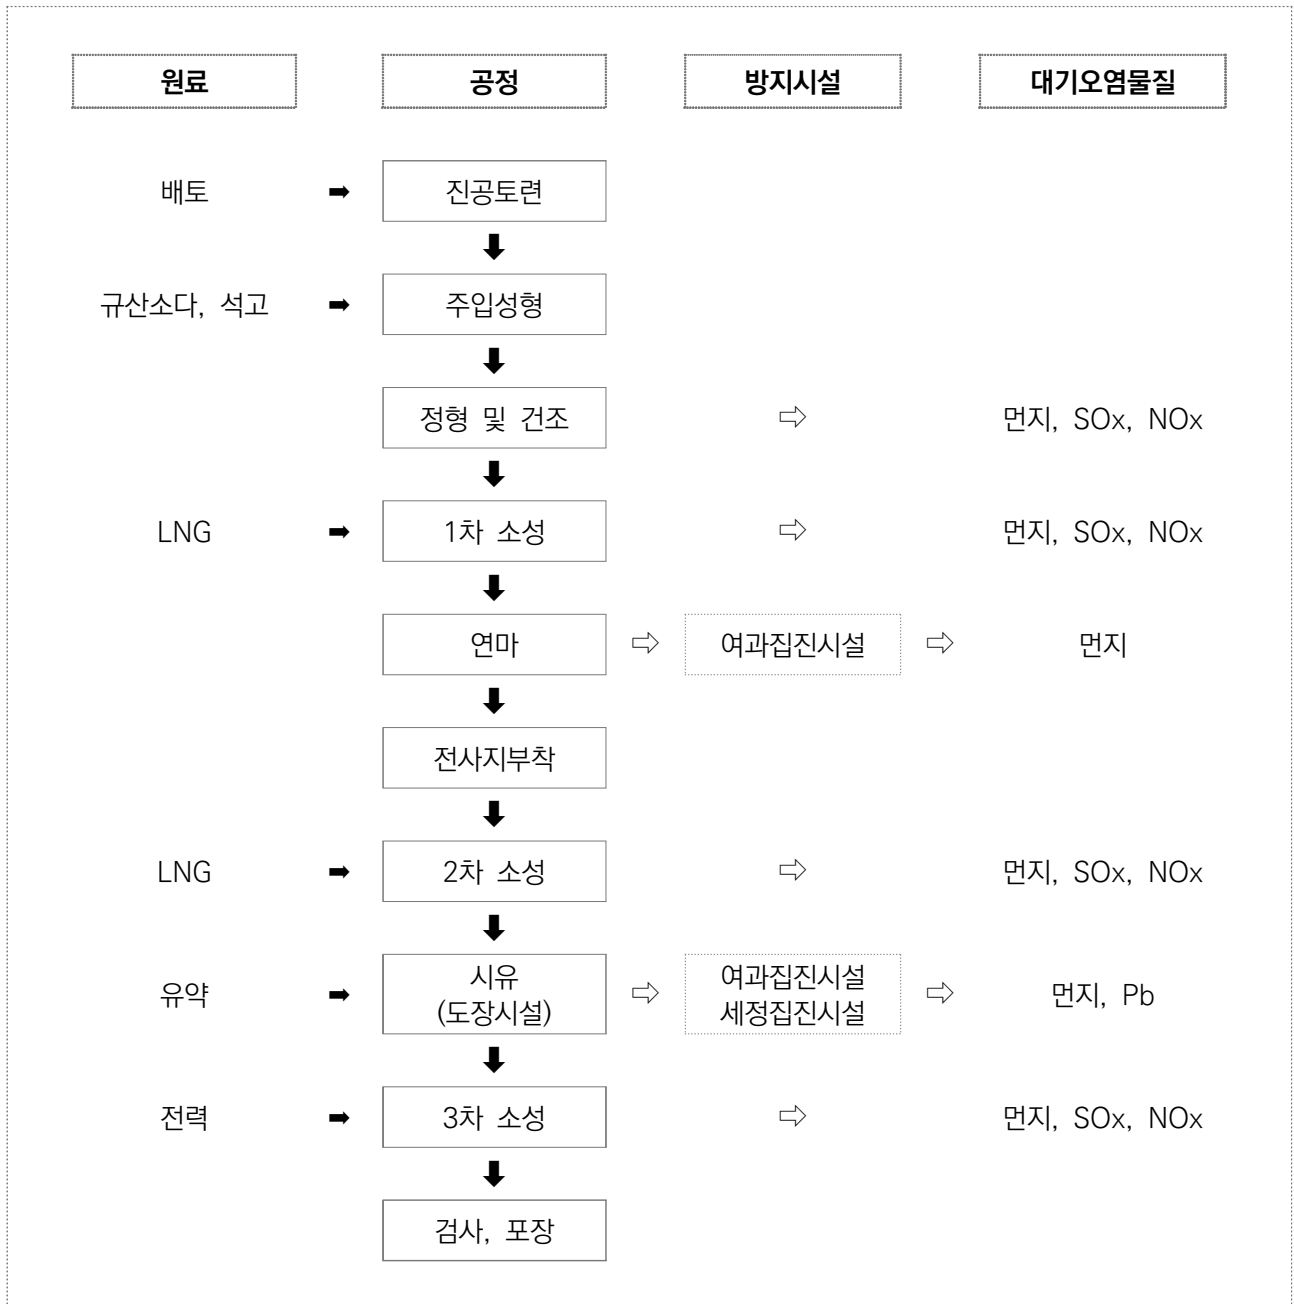 원료 공정 방지시설 대기오염물질
배토 ➡ 진공토련
⬇
규산소다, 석고 ➡ 주입성형
⬇
정형 및 건조 ⇨ 먼지, SOx, NOx
⬇
LNG ➡ 1차 소성 ⇨ 먼지, SOx, NOx
⬇
연마 ⇨ 여과집진시설 ⇨ 먼지
⬇
전사지부착
⬇
LNG ➡ 2차 소성 ⇨ 먼지, SOx, NOx
⬇
유약 ➡ 시유 ⇨ 여과집진시설 ⇨ 먼지, Pb
(도장시설) 세정집진시설
⬇
전력 ➡ 3차 소성 ⇨ 먼지, SOx, NOx
⬇
검사, 포장